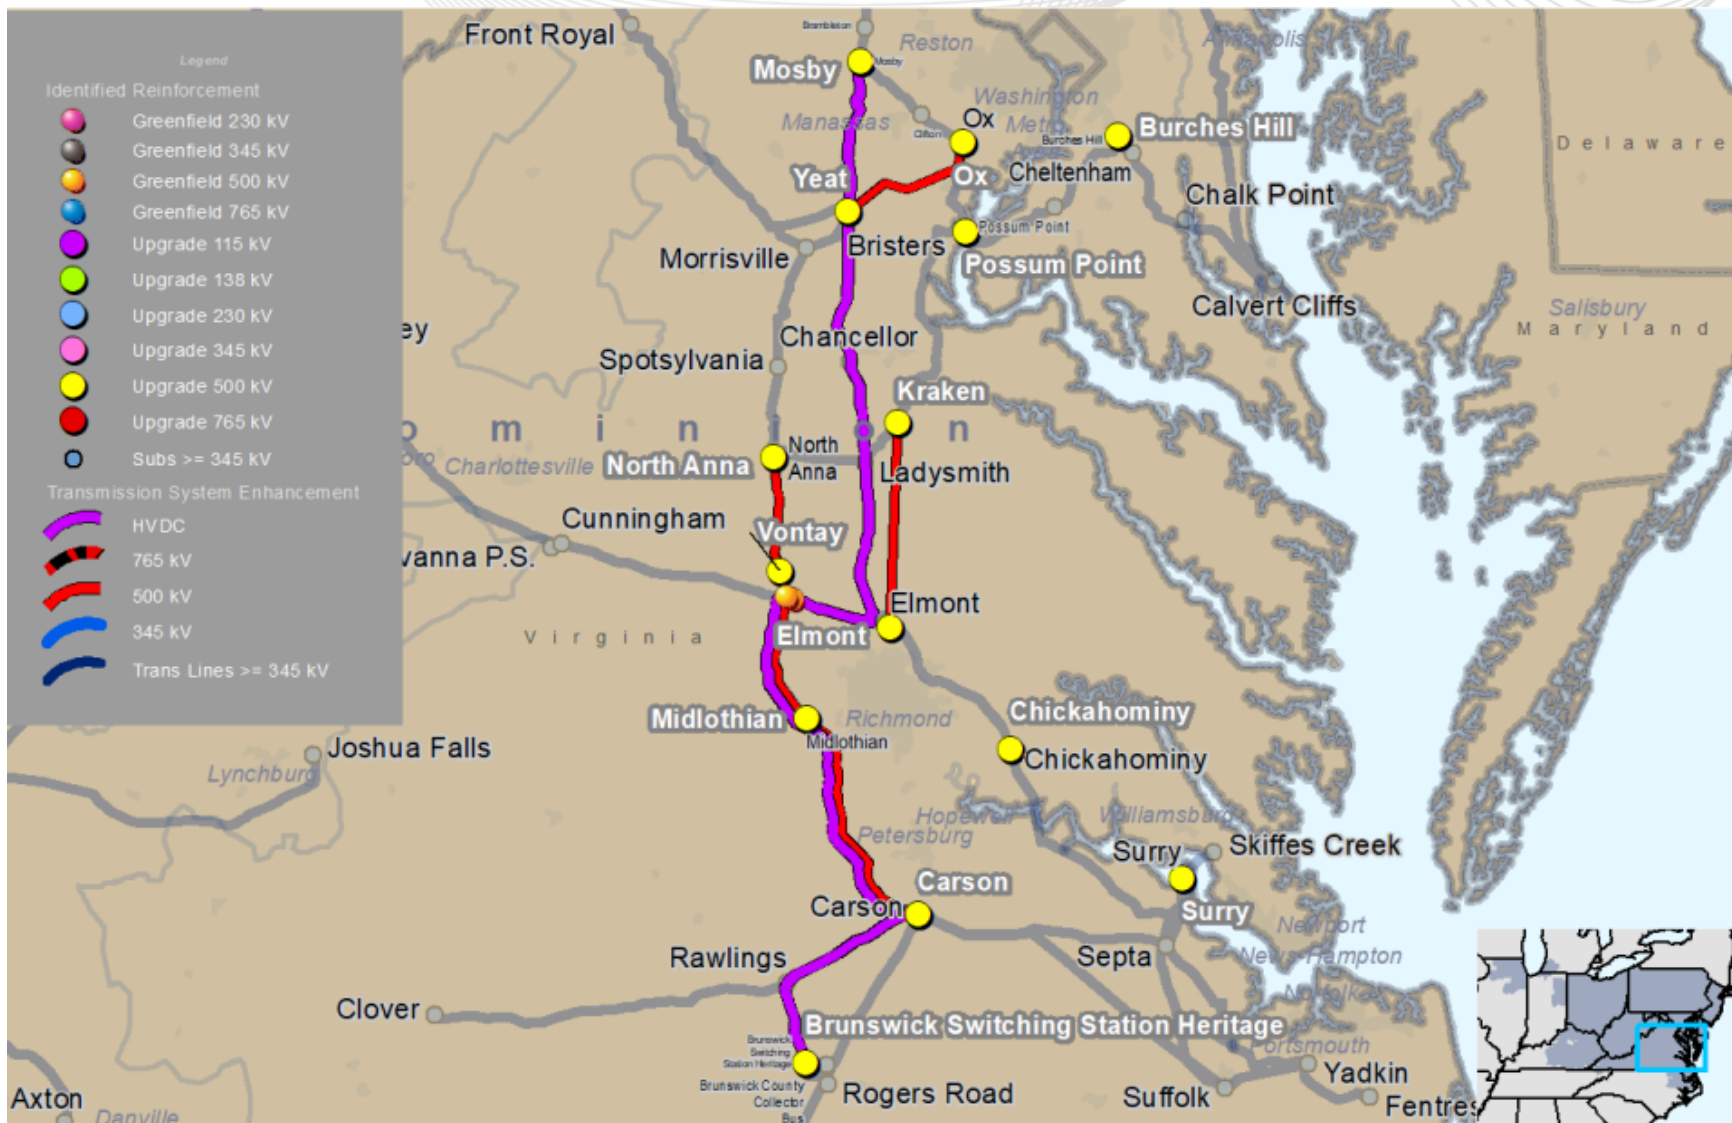 Legend
Identified Reinforcement
Greenfield 230 kV
Greenfield 345 kV
Greenfield 500 kV
Greenfield 765 kV
Upgrade 115 kV
Upgrade 138 kV
Upgrade 230 kV
Upgrade 345 kV
Upgrade 500 kV
Upgrade 765 kV
Subs >= 345 kV
Transmission System Enhancement
HVDC
765 kV
500 kV
345 kV
Trans Lines >= 345 kV
Front Royal
Brambleton
Reston
Annapolis
Mosby
Mosby
Washington
Metro
Manassas
Clifton
Ox
Burches Hill
Burches Hill
Delaware
Yeat
Ox
Cheltenham
Chalk Point
Possum Point
Bristers
Morrisville
Possum Point
Calvert Cliffs
Salisbury
Maryland
ey
Chancellor
Spotsylvania
Kraken
o m i n i n
Charlottesville
North Anna
North
Anna
Ladysmith
Cunningham
Vontay
vanna P.S.
Elmont
Virginia
Elmont
Midlothian
Midlothian
Richmond
Chickahominy
Chickahominy
Joshua Falls
Lynchburg
Hopewell
Williamsburg
Petersburg
Surry
Skiffes Creek
Carson
Carson
Surry
Newport
News-Hampton
Norfolk
Rawlings
Septa
Clover
Brunswick Switching Station Heritage
Brunswick
Switching
Station Heritage
Portsmouth
Brunswick County
Collector
Bus
Rogers Road
Suffolk
Yadkin
Fentres
Axton
Danville